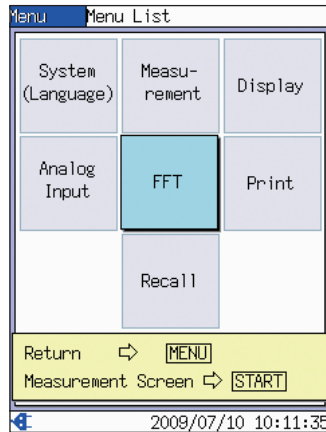 Menu Menu List
System (Language)
Measu-rement
Display
Analog Input
FFT
Print
Recall
Return ⇨ MENU
Measurement Screen ⇨ START
2009/07/10 10:11:35